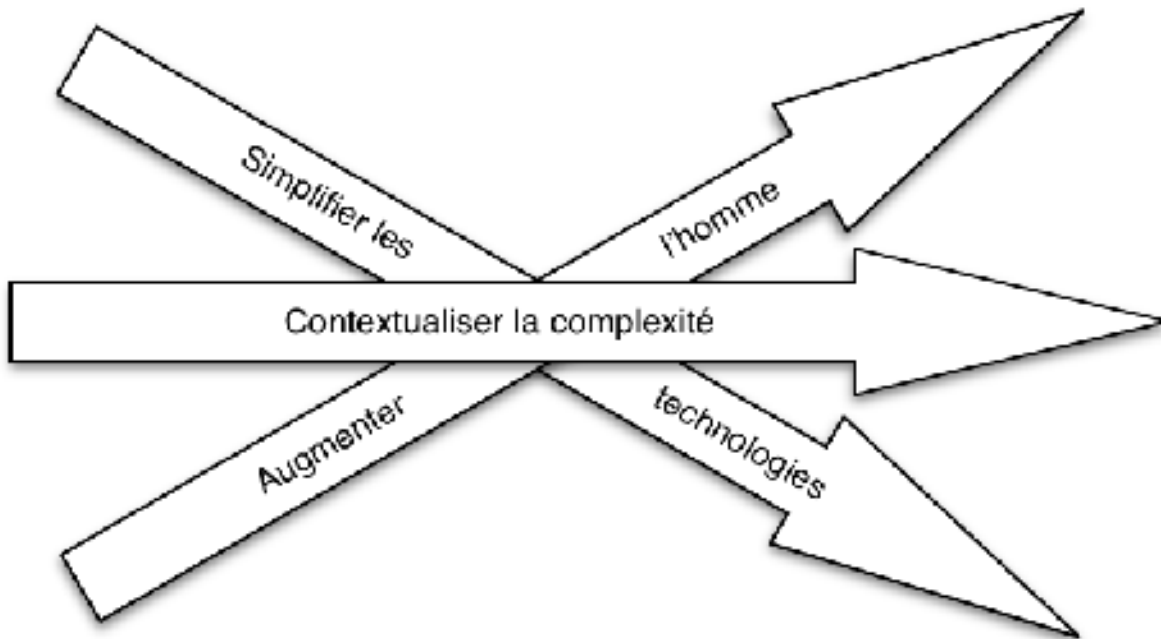 Simplifier les
technologies
Contextualiser la complexité
Augmenter
l'homme